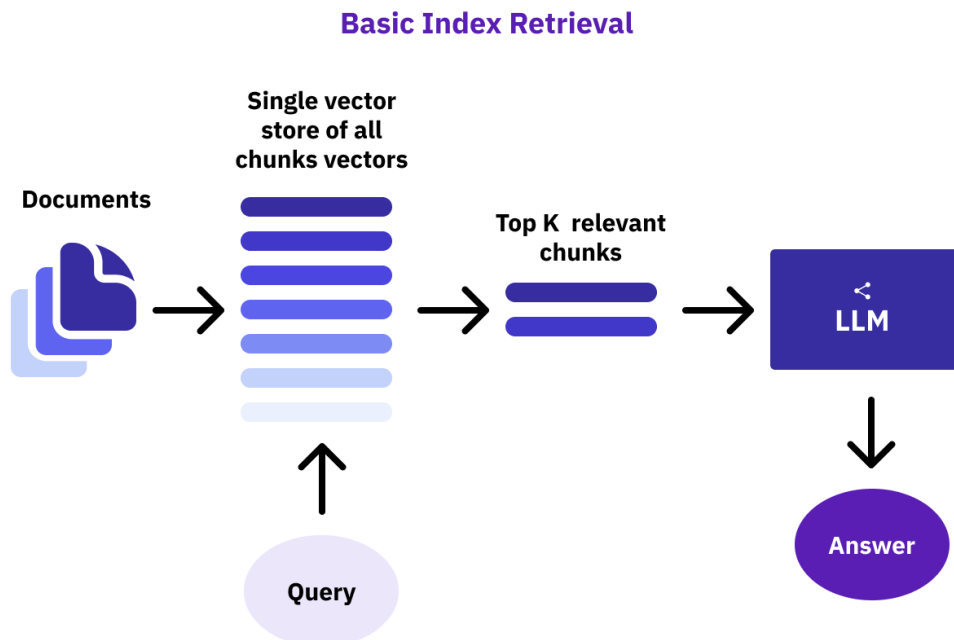 Basic Index Retrieval
Single vector
store of all
chunks vectors
Documents
Top K relevant
chunks
LLM
Answer
Query